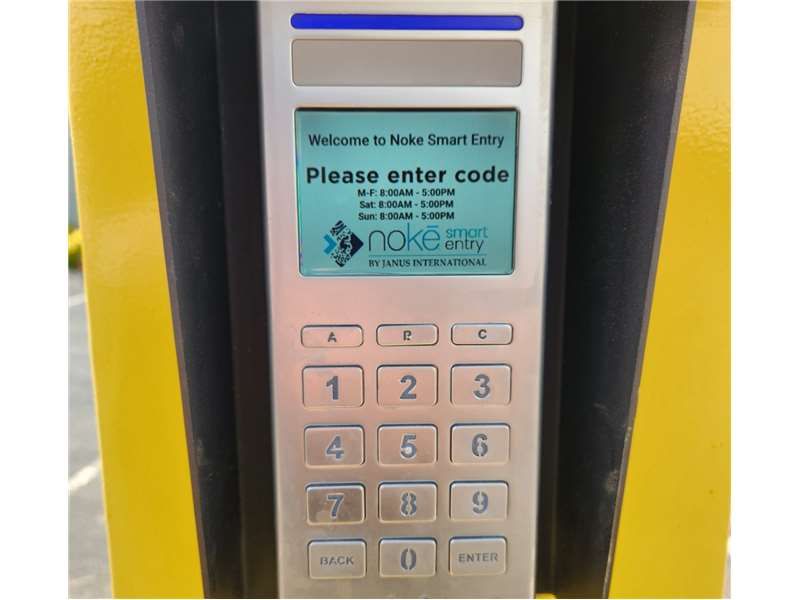 Welcome to Noke Smart Entry
Please enter code
M-F: 8:00AM - 5:00PM
Sat: 8:00AM - 5:00PM
Sun: 8:00AM - 5:00PM
nokē smart entry
BY JANUS INTERNATIONAL
A B C
1 2 3
4 5 6
7 8 9
BACK 0 ENTER